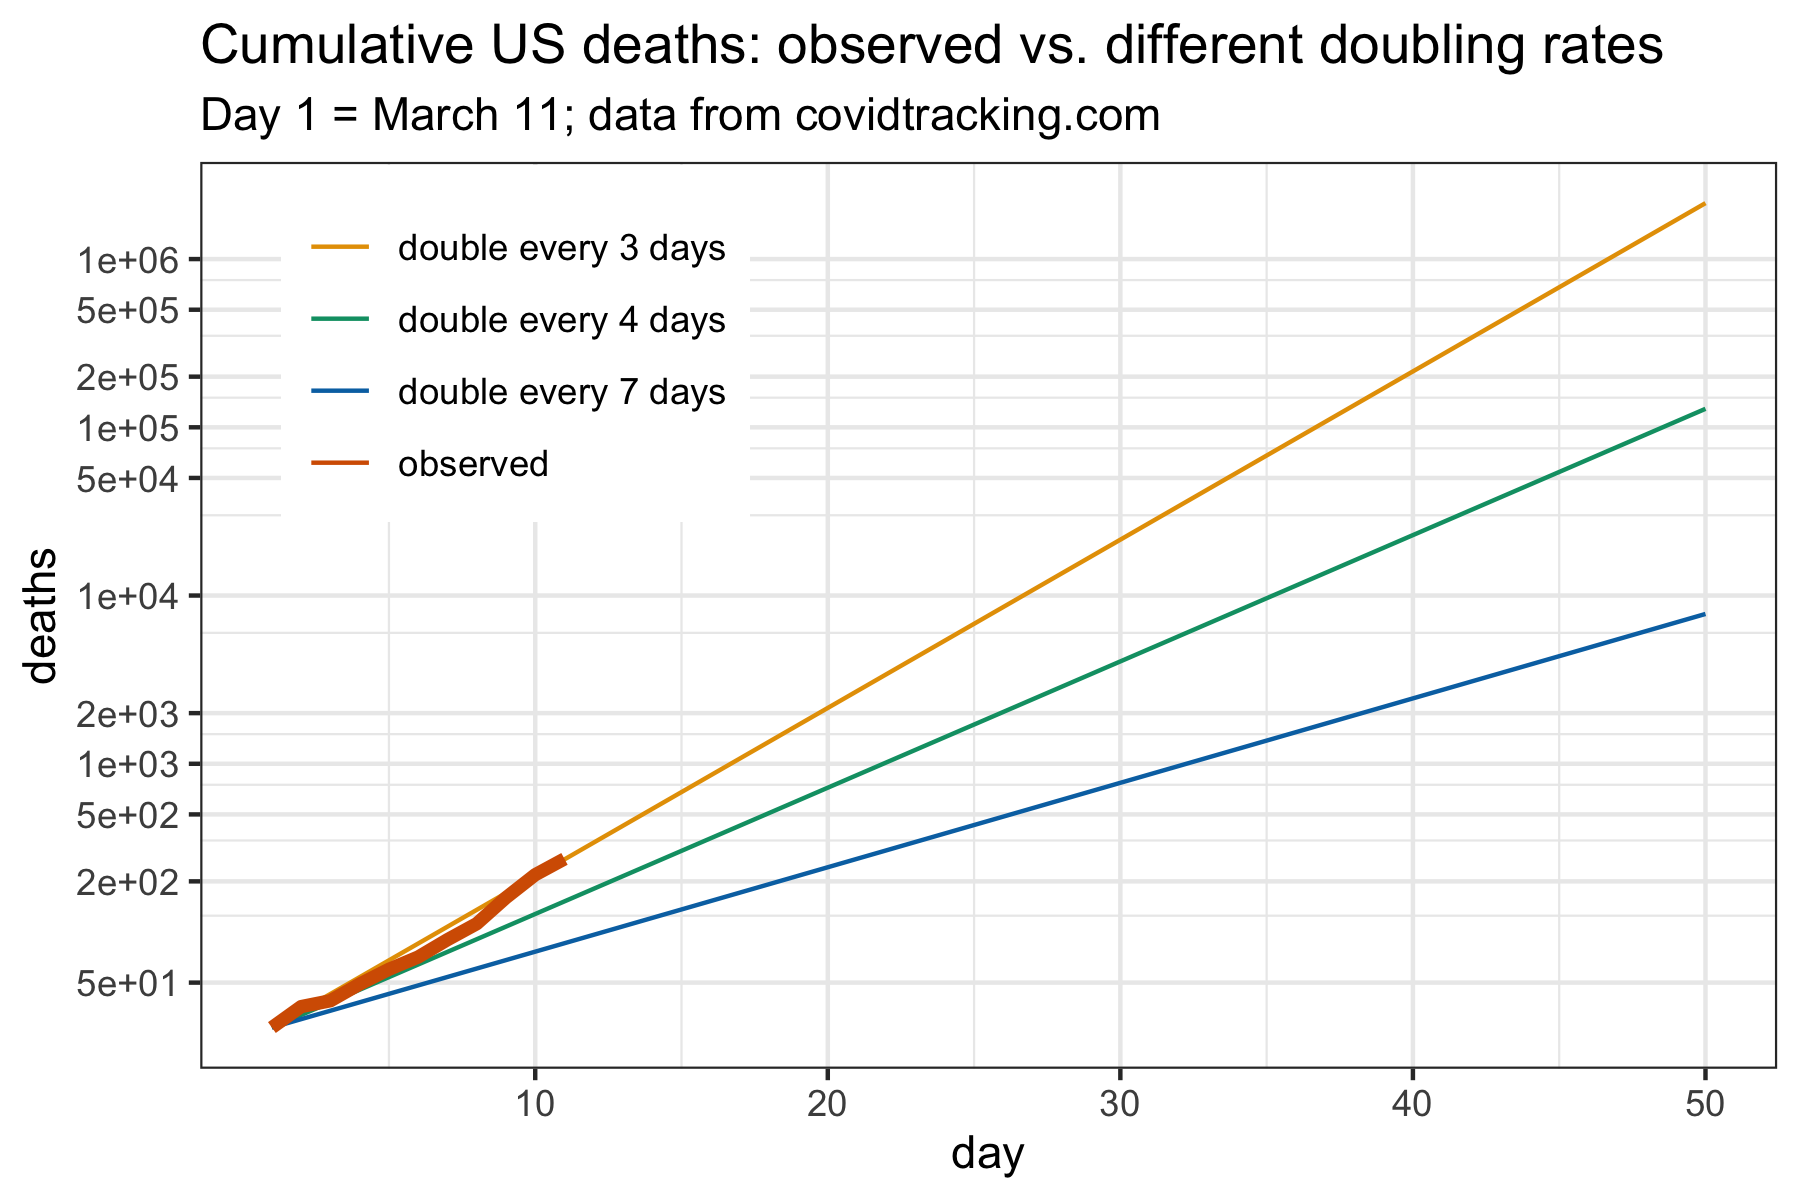 Cumulative US deaths: observed vs. different doubling rates
Day 1 = March 11; data from covidtracking.com
double every 3 days
double every 4 days
double every 7 days
observed
deaths
1e+06
5e+05
2e+05
1e+05
5e+04
1e+04
2e+03
1e+03
5e+02
2e+02
5e+01
10 20 30 40 50
day